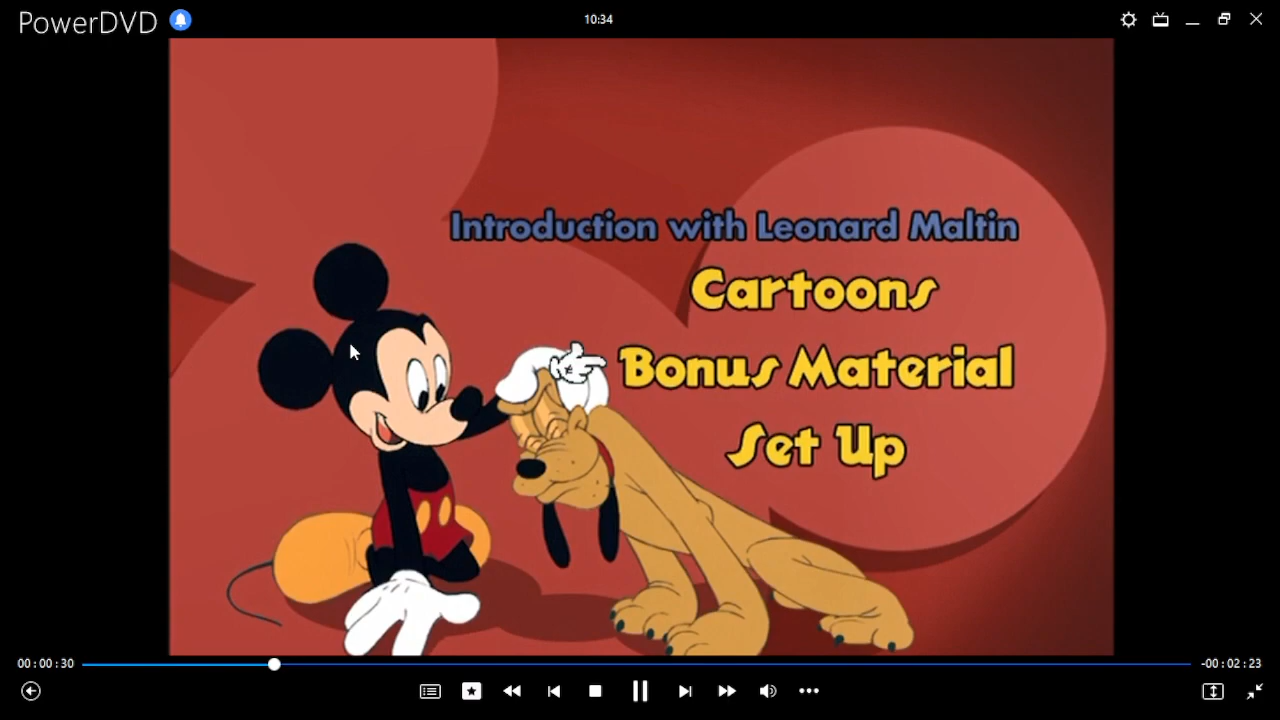 PowerDVD
10:34
Introduction with Leonard Maltin
Cartoons
Bonus Material
Set Up
00:00:30
-00:02:23